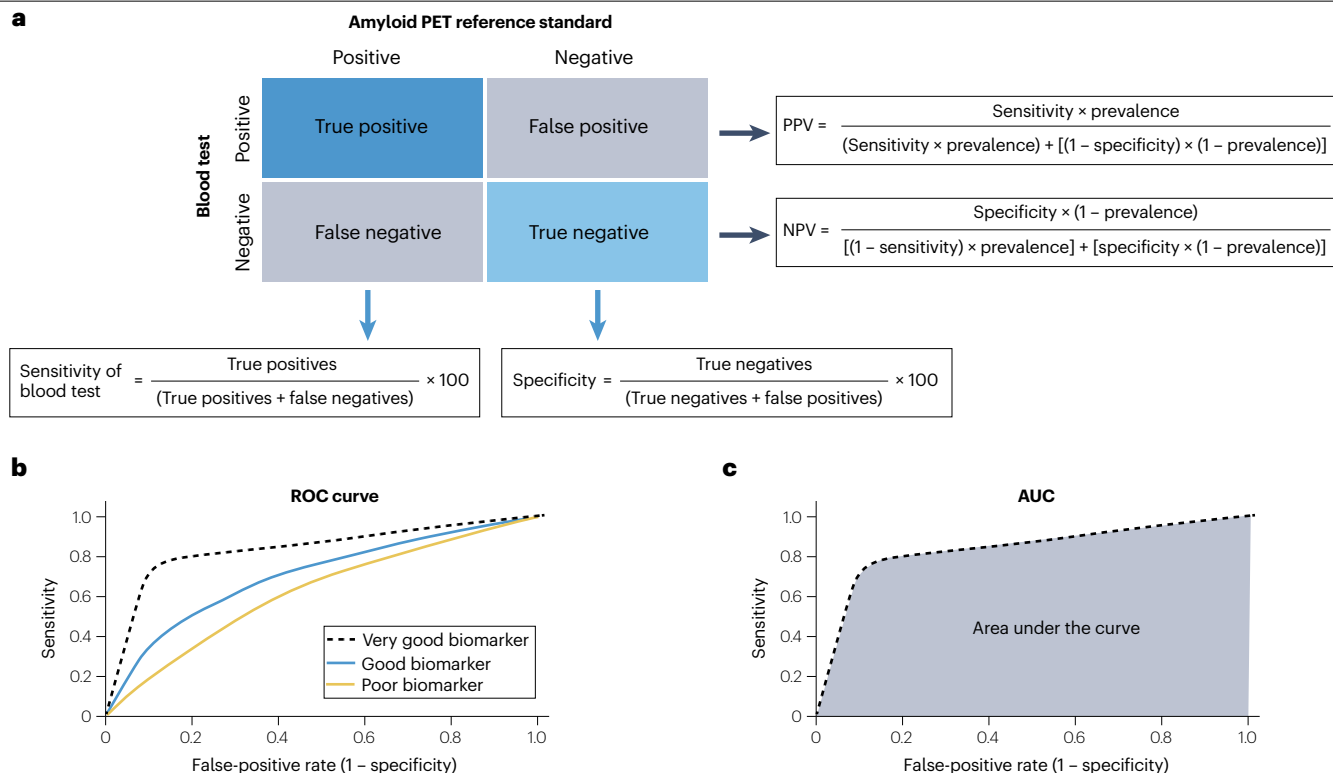 a
Amyloid PET reference standard
Positive
Negative
Blood test
Positive
True positive
False positive
Negative
False negative
True negative
PPV = Sensitivity × prevalence
(Sensitivity × prevalence) + [(1 – specificity) × (1 – prevalence)]
NPV = Specificity × (1 – prevalence)
[(1 – sensitivity) × prevalence] + [specificity × (1 – prevalence)]
Sensitivity of
blood test
=
True positives
(True positives + false negatives)
× 100
Specificity =
True negatives
(True negatives + false positives)
× 100
b
ROC curve
Sensitivity
1.0
0.8
0.6
0.4
0.2
0
Very good biomarker
Good biomarker
Poor biomarker
0
0.2
0.4
0.6
0.8
1.0
False-positive rate (1 – specificity)
c
AUC
Sensitivity
1.0
0.8
0.6
0.4
0.2
0
Area under the curve
0
0.2
0.4
0.6
0.8
1.0
False-positive rate (1 – specificity)